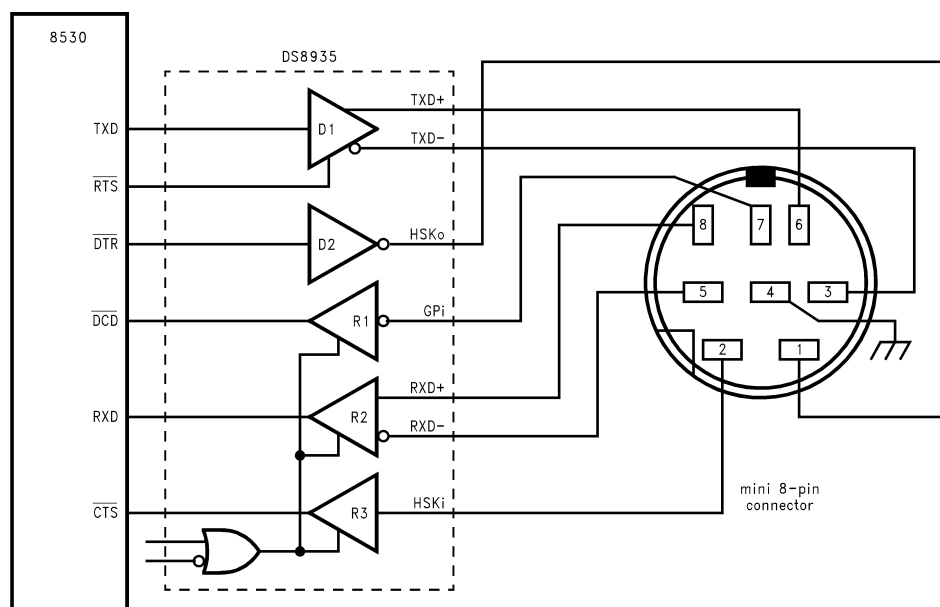 8530
DS8935
TXD
D1
TXD+
TXD-
RTS
DTR
D2
HSKo
DCD
R1
GPi
RXD
R2
RXD+
RXD-
CTS
R3
HSKi
8
7
6
5
4
3
2
1
mini 8-pin
connector